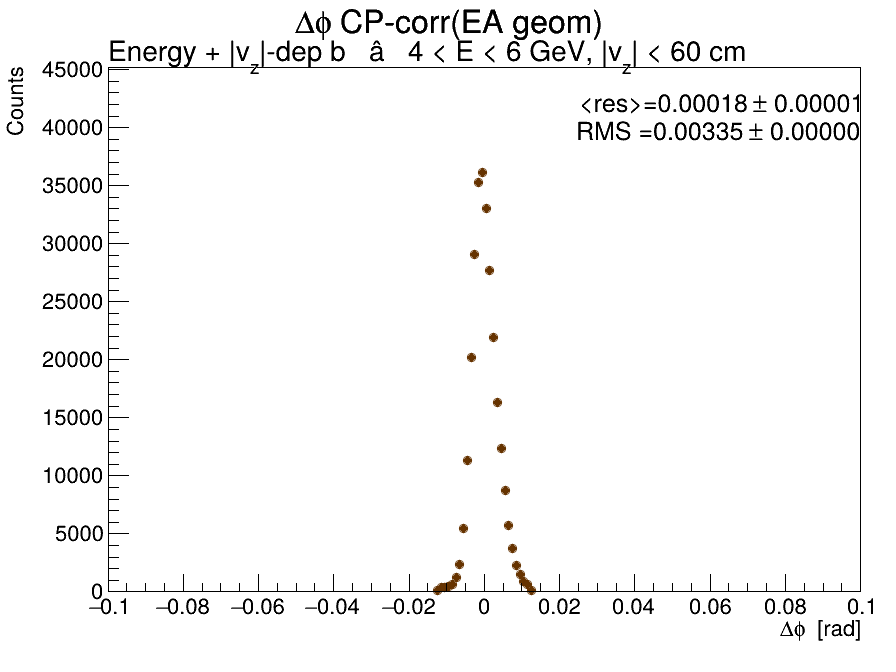 Δϕ CP-corr(EA geom)
Energy + |v_z|-dep b â 4 < E < 6 GeV, |v_z| < 60 cm
Counts
<res>=0.00018 ± 0.00001
RMS =0.00335 ± 0.00000
45000
40000
35000
30000
25000
20000
15000
10000
5000
0
−0.1 −0.08 −0.06 −0.04 −0.02 0 0.02 0.04 0.06 0.08 0.1
Δϕ [rad]